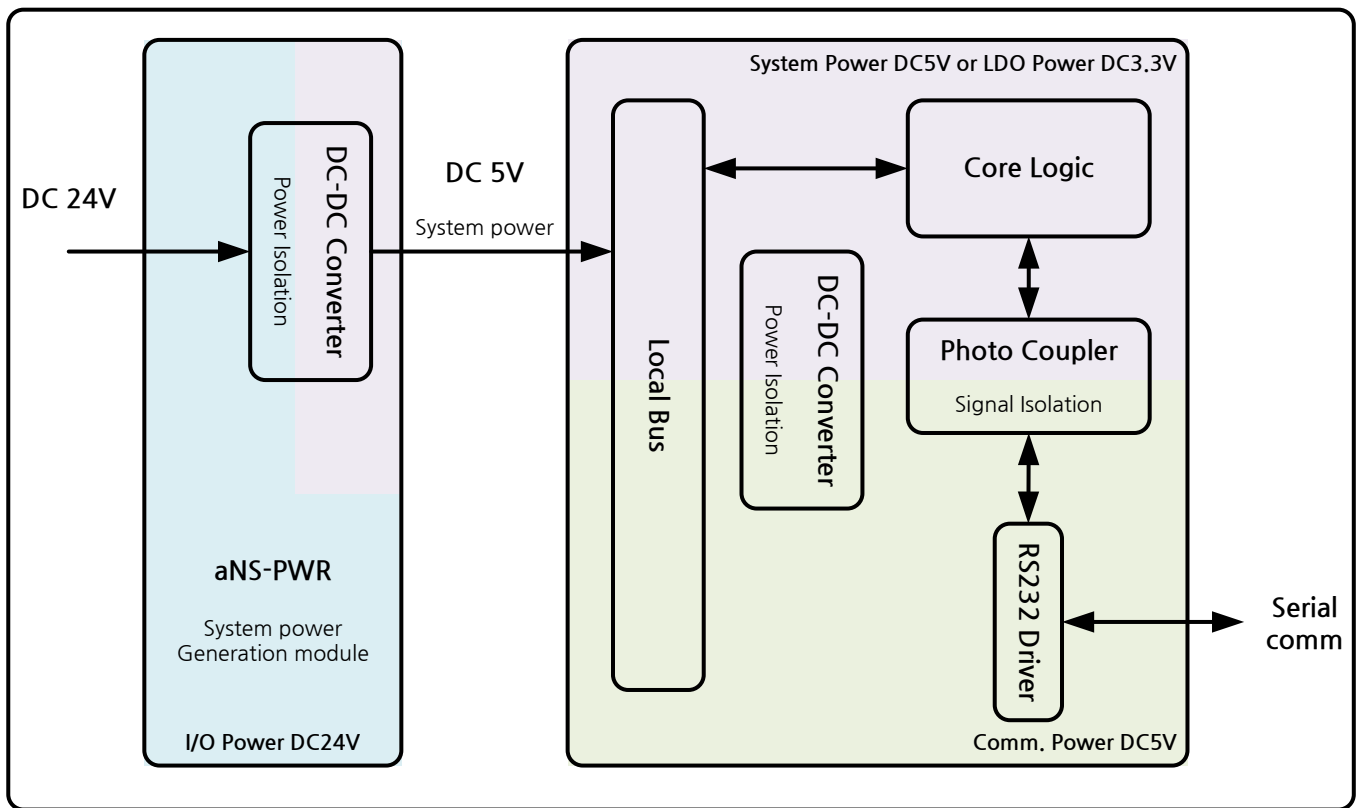 System Power DC5V or LDO Power DC3.3V
DC 24V
DC-DC Converter
Power Isolation
DC 5V
System power
Local Bus
Core Logic
DC-DC Converter
Power Isolation
Photo Coupler
Signal Isolation
RS232 Driver
Serial
comm
aNS-PWR
System power
Generation module
I/O Power DC24V
Comm. Power DC5V